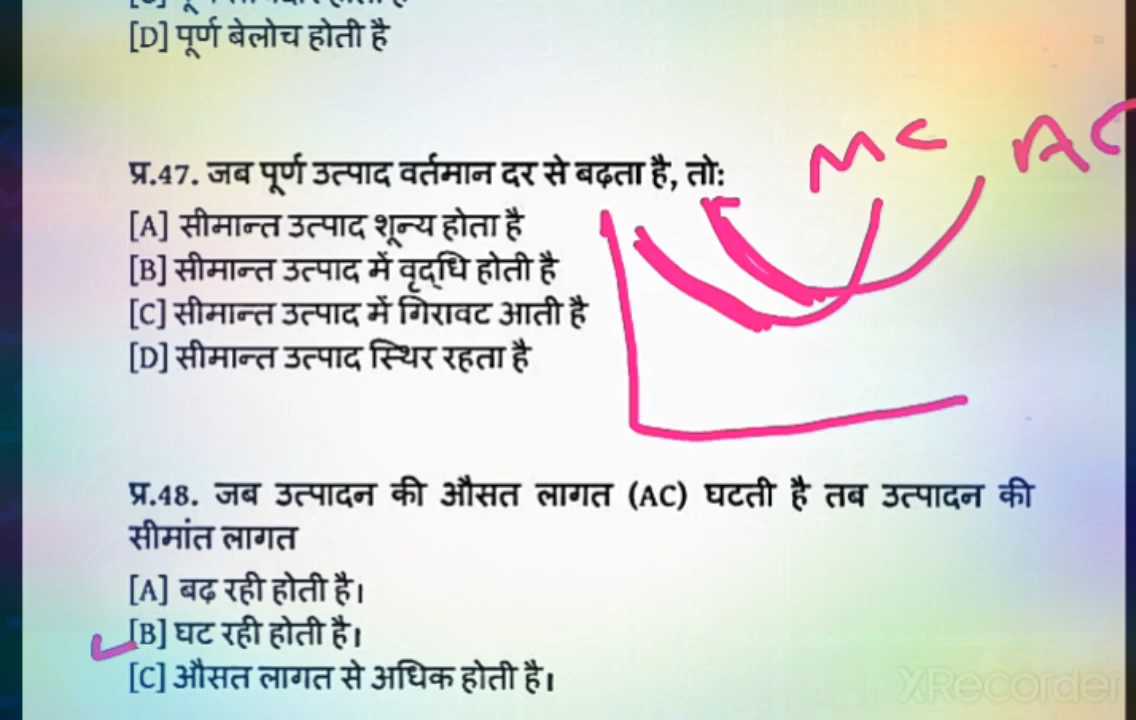 [D] पूर्ण बेलोच होती है
MC
AC
प्र.47. जब पूर्ण उत्पाद वर्तमान दर से बढ़ता है, तो:
[A] सीमान्त उत्पाद शून्य होता है
[B] सीमान्त उत्पाद में वृद्धि होती है
[C] सीमान्त उत्पाद में गिरावट आती है
[D] सीमान्त उत्पाद स्थिर रहता है
प्र.48. जब उत्पादन की औसत लागत (AC) घटती है तब उत्पादन की
सीमांत लागत
[A] बढ़ रही होती है।
[B] घट रही होती है।
[C] औसत लागत से अधिक होती है।
XRecorder